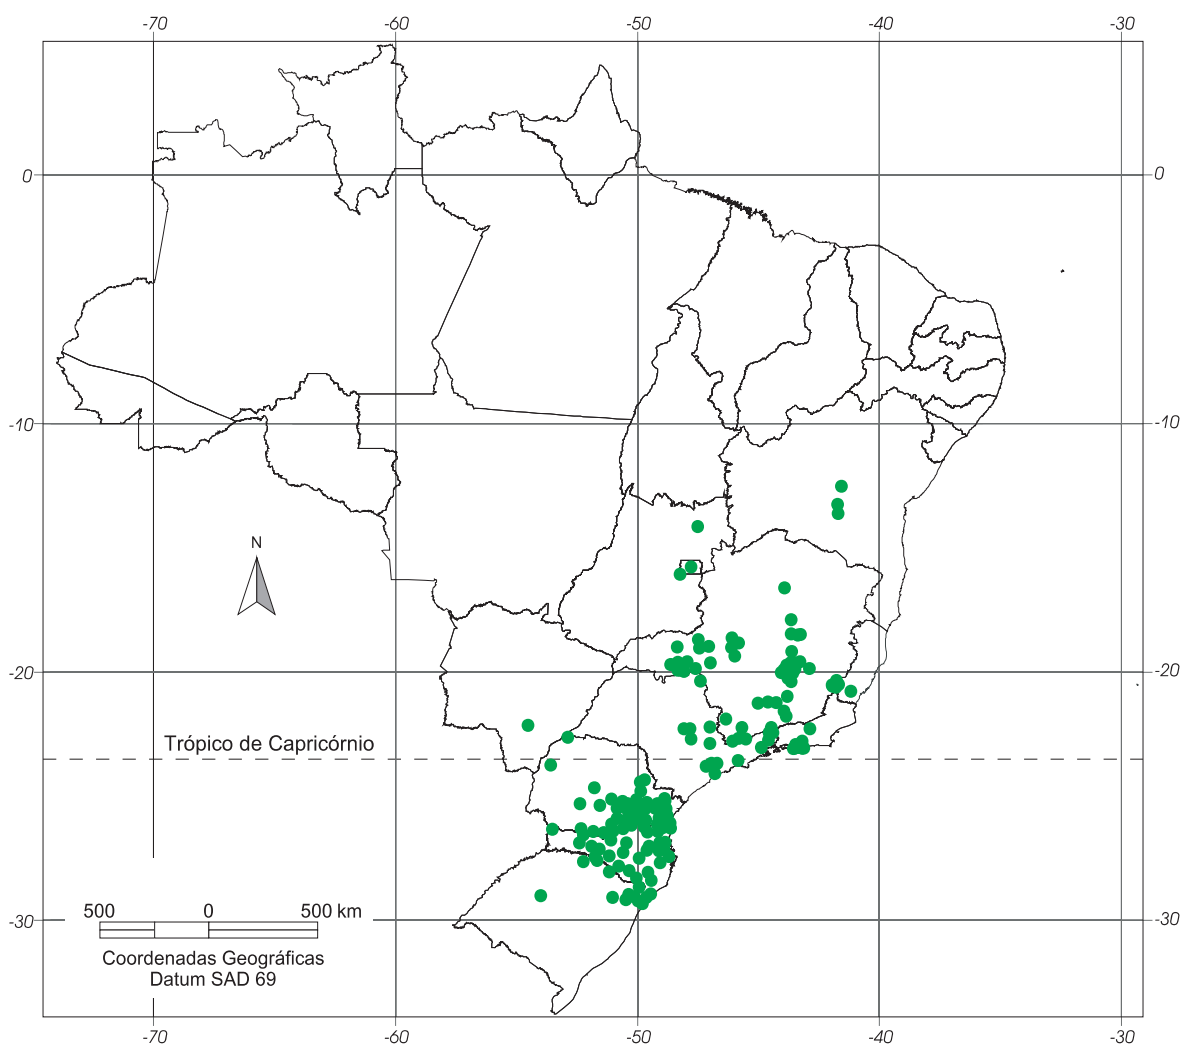 -70 -60 -50 -40 -30
0 0
-10 -10
N
-20 -20
Trópico de Capricórnio
500 0 500 km
-30 -30
Coordenadas Geográficas
Datum SAD 69
-70 -60 -50 -40 -30